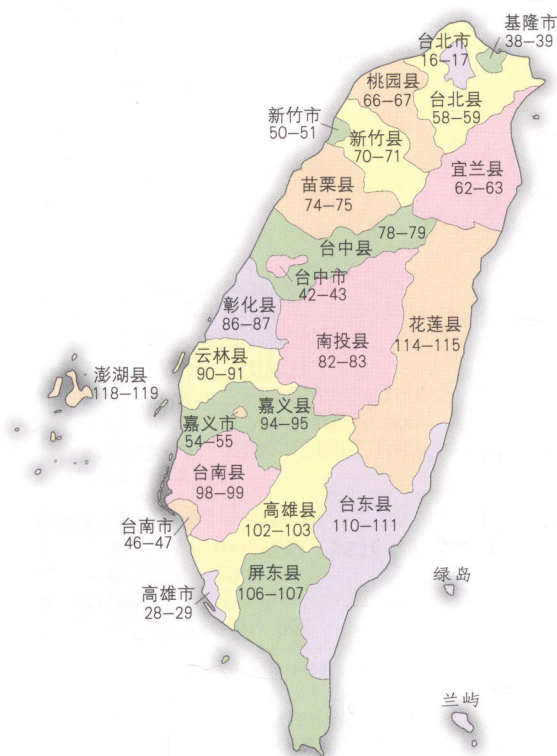 基隆市
38–39
台北市
16–17
桃园县
66–67
台北县
58–59
新竹市
50–51
新竹县
70–71
宜兰县
62–63
苗栗县
74–75
78–79
台中县
台中市
42–43
彰化县
86–87
花莲县
114–115
南投县
82–83
云林县
90–91
澎湖县
118–119
嘉义县
94–95
嘉义市
54–55
台南县
98–99
台东县
110–111
高雄县
102–103
台南市
46–47
屏东县
106–107
绿岛
高雄市
28–29
兰屿